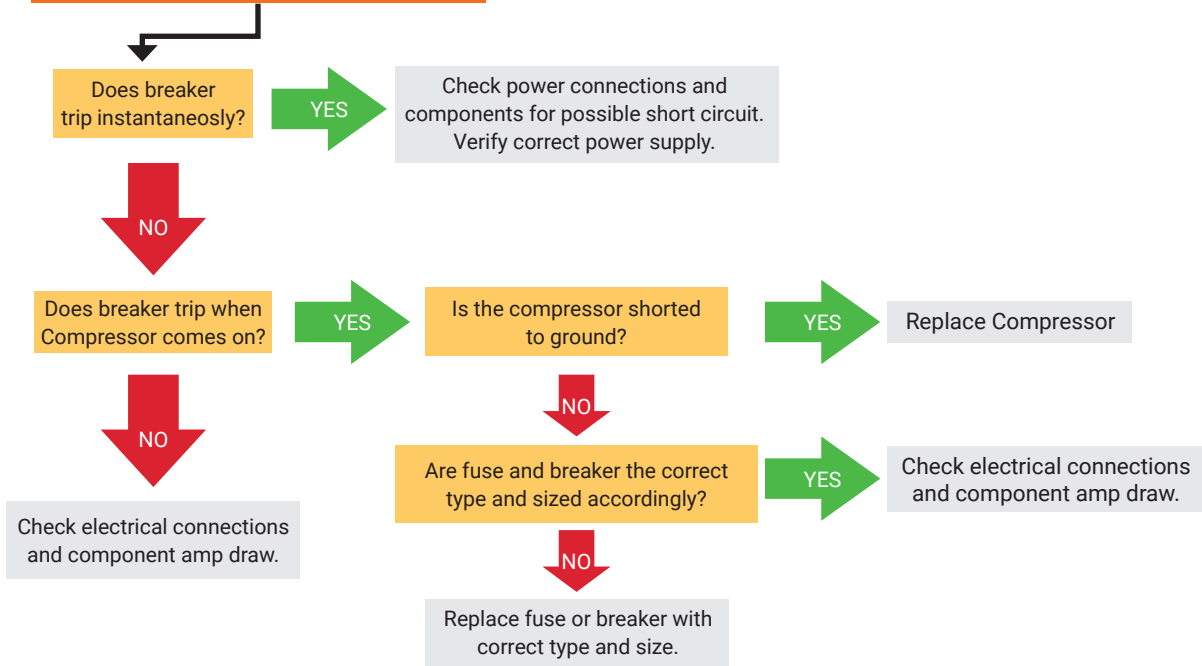 Does breaker
trip instantaneosly?
YES
Check power connections and
components for possible short circuit.
Verify correct power supply.
NO
Does breaker trip when
Compressor comes on?
YES
Is the compressor shorted
to ground?
YES
Replace Compressor
NO
NO
Are fuse and breaker the correct
type and sized accordingly?
YES
Check electrical connections
and component amp draw.
Check electrical connections
and component amp draw.
NO
Replace fuse or breaker with
correct type and size.